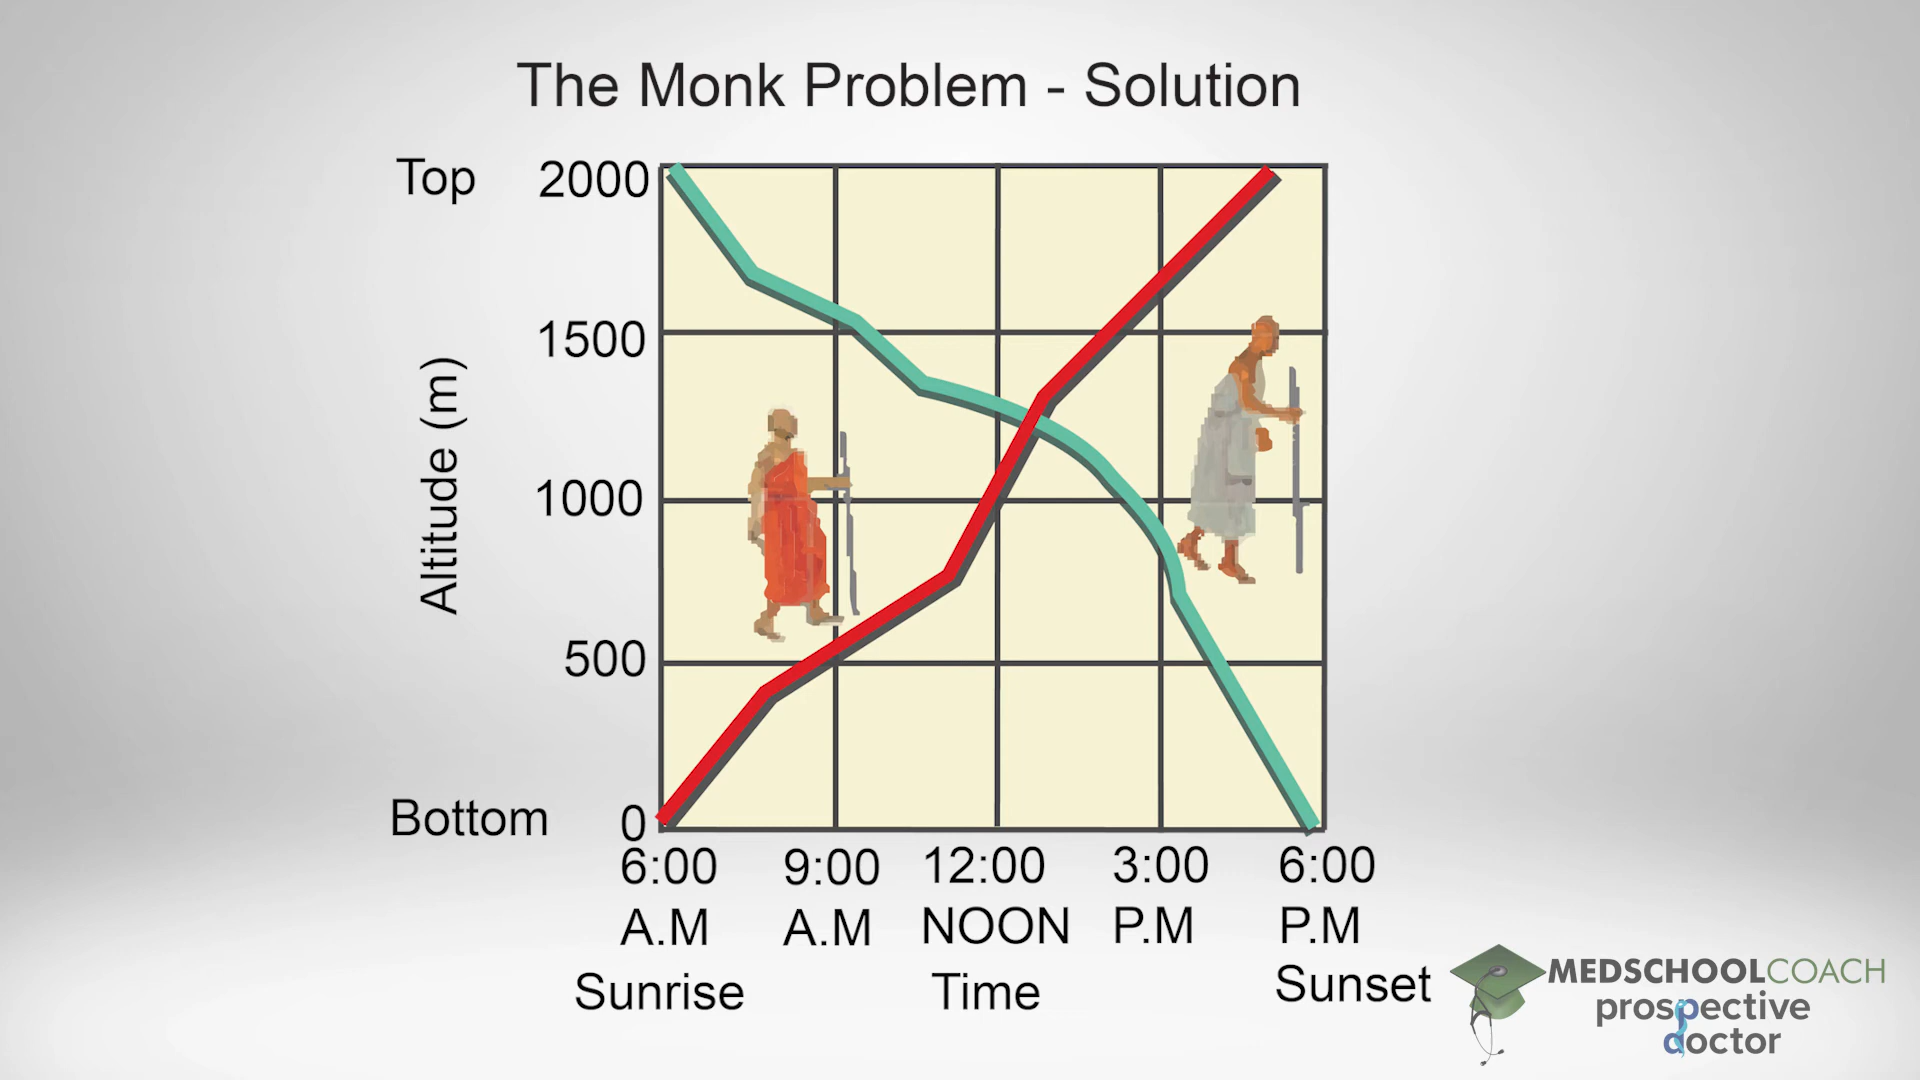 The Monk Problem - Solution
Top 2000
1500
Altitude (m)
1000
500
Bottom 0
6:00 9:00 12:00 3:00 6:00
A.M A.M NOON P.M P.M
Sunrise Time Sunset
MEDSCHOOLCOACH
prospective
doctor